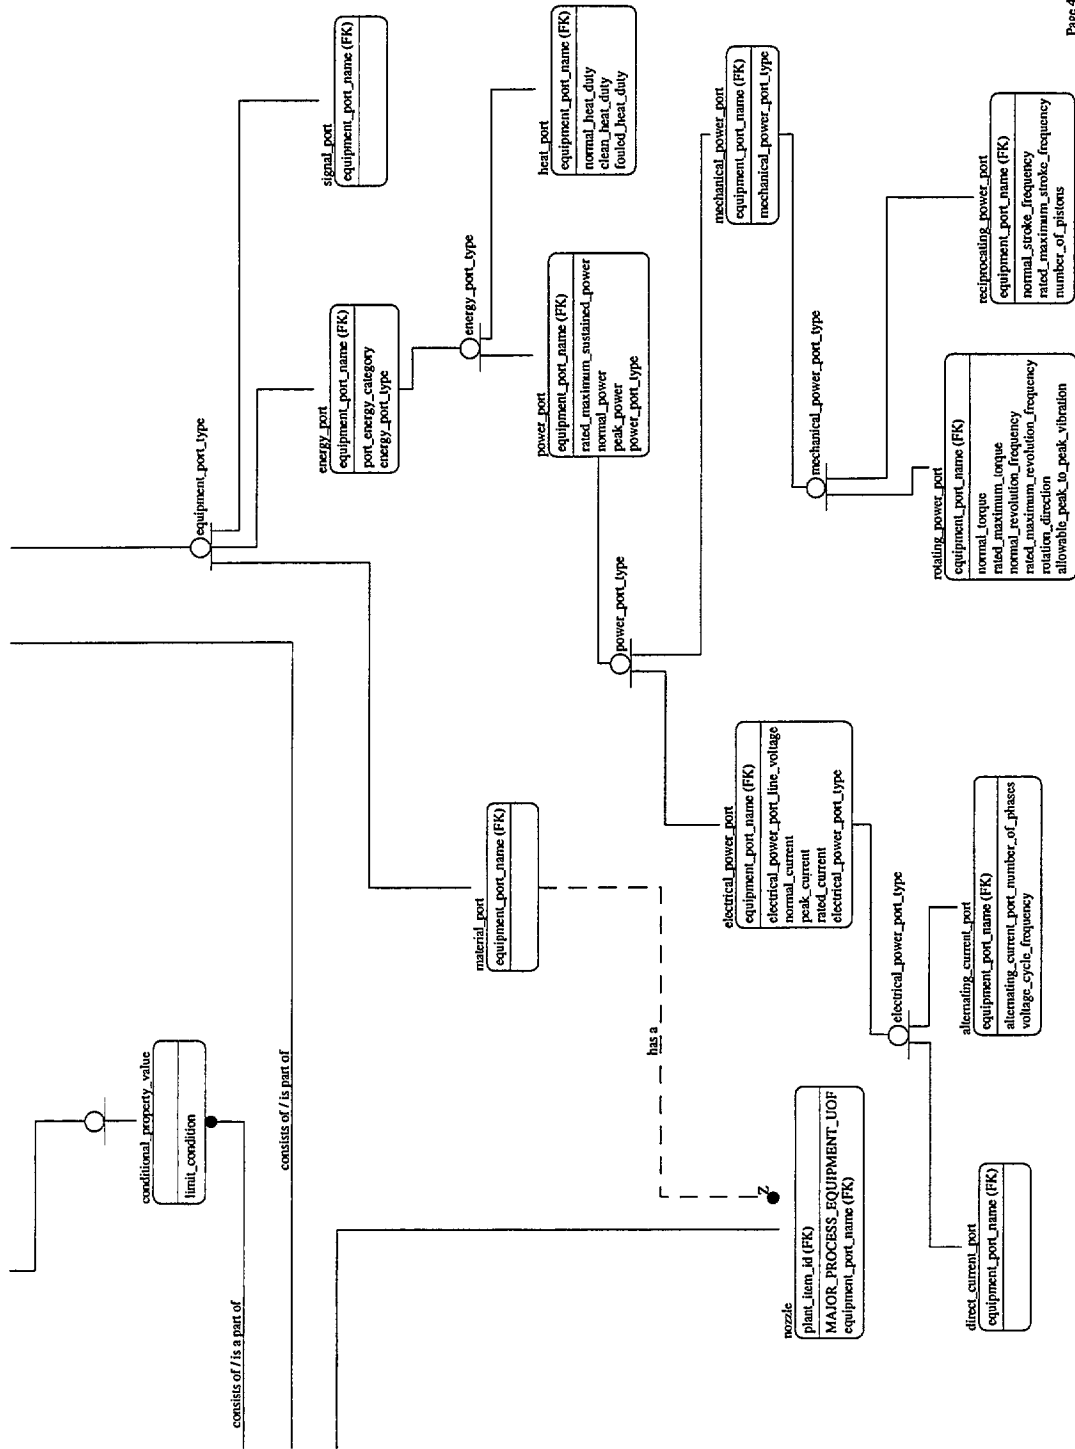 equipment_port_type
signal_port
equipment_port_name (FK)
energy_port
equipment_port_name (FK)
port_energy_category
energy_port_type
energy_port_type
heat_port
equipment_port_name (FK)
normal_heat_duty
clean_heat_duty
fouled_heat_duty
power_port
equipment_port_name (FK)
rated_maximum_sustained_power
normal_power
peak_power
power_port_type
power_port_type
mechanical_power_port
equipment_port_name (FK)
mechanical_power_port_type
mechanical_power_port_type
reciprocating_power_port
equipment_port_name (FK)
normal_stroke_frequency
rated_maximum_stroke_frequency
number_of_pistons
rotating_power_port
equipment_port_name (FK)
normal_torque
rated_maximum_torque
normal_revolution_frequency
rated_maximum_revolution_frequency
rotation_direction
allowable_peak_to_peak_vibration
material_port
equipment_port_name (FK)
electrical_power_port
equipment_port_name (FK)
electrical_power_port_line_voltage
normal_current
peak_current
rated_current
electrical_power_port_type
electrical_power_port_type
alternating_current_port
equipment_port_name (FK)
alternating_current_port_number_of_phases
voltage_cycle_frequency
direct_current_port
equipment_port_name (FK)
conditional_property_value
limit_condition
consists of / is a part of
consists of / is part of
has a
Z
nozzle
plant_item_id (FK)
MAJOR_PROCESS_EQUIPMENT_UOF
equipment_port_name (FK)
Page 4